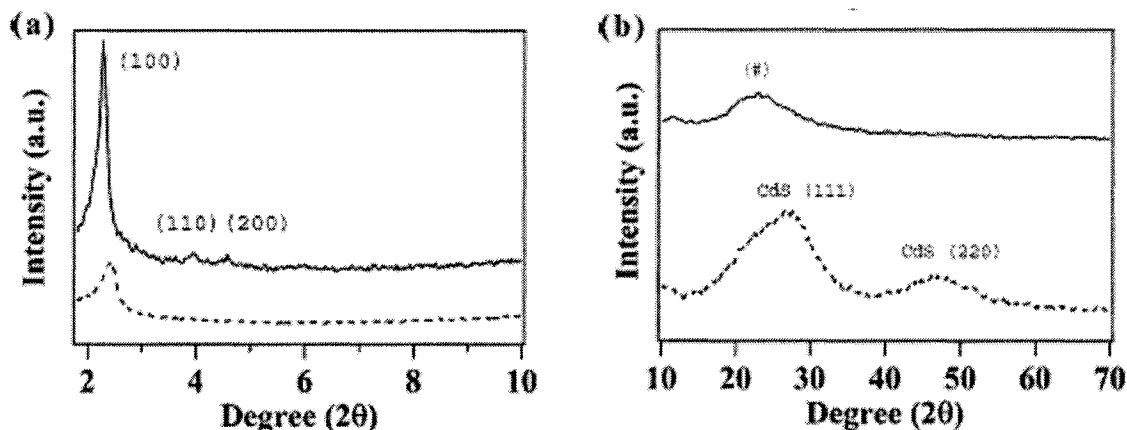 (a)
(100)
(110) (200)
Intensity (a.u.)
2 4 6 8 10
Degree (2θ)
(b)
(#)
CdS (111)
CdS (220)
Intensity (a.u.)
10 20 30 40 50 60 70
Degree (2θ)